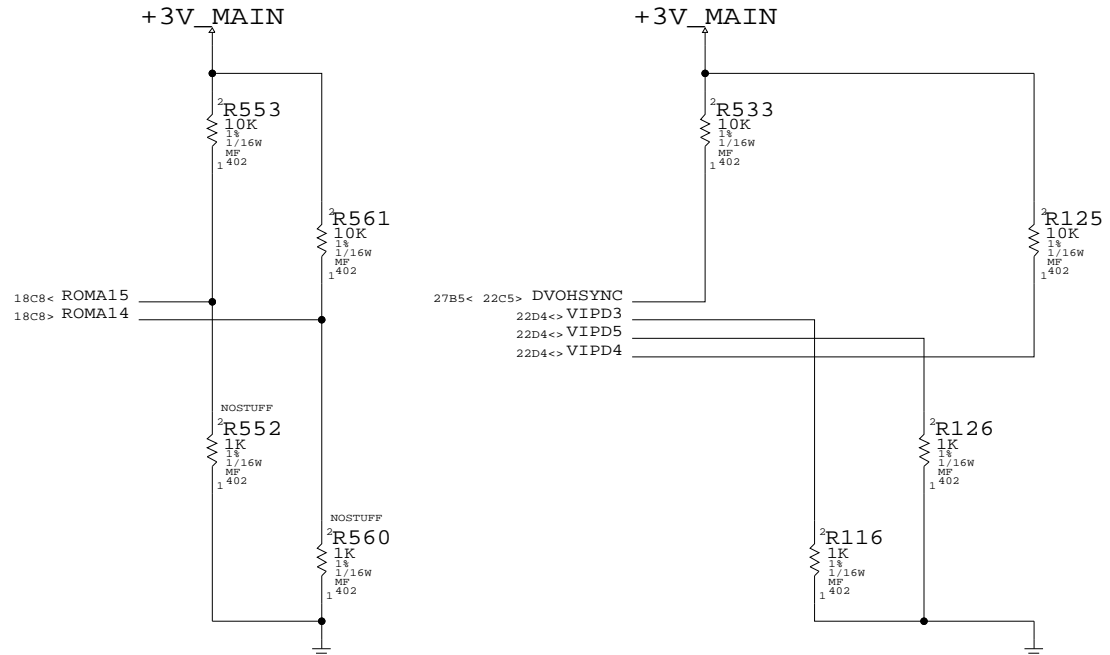 +3V_MAIN
2
R553
10K
1%
1/16W
MF
402
1
2
R561
10K
1%
1/16W
MF
402
1
18C8< ROMA15
18C8> ROMA14
NOSTUFF
2
R552
1K
1%
1/16W
MF
402
1
NOSTUFF
2
R560
1K
1%
1/16W
MF
402
1
+3V_MAIN
2
R533
10K
1%
1/16W
MF
402
1
2
R125
10K
1%
1/16W
MF
402
1
27B5< 22C5> DVOHSYNC
22D4<> VIPD3
22D4<> VIPD5
22D4<> VIPD4
2
R126
1K
1%
1/16W
MF
402
1
2
R116
1K
1%
1/16W
MF
402
1